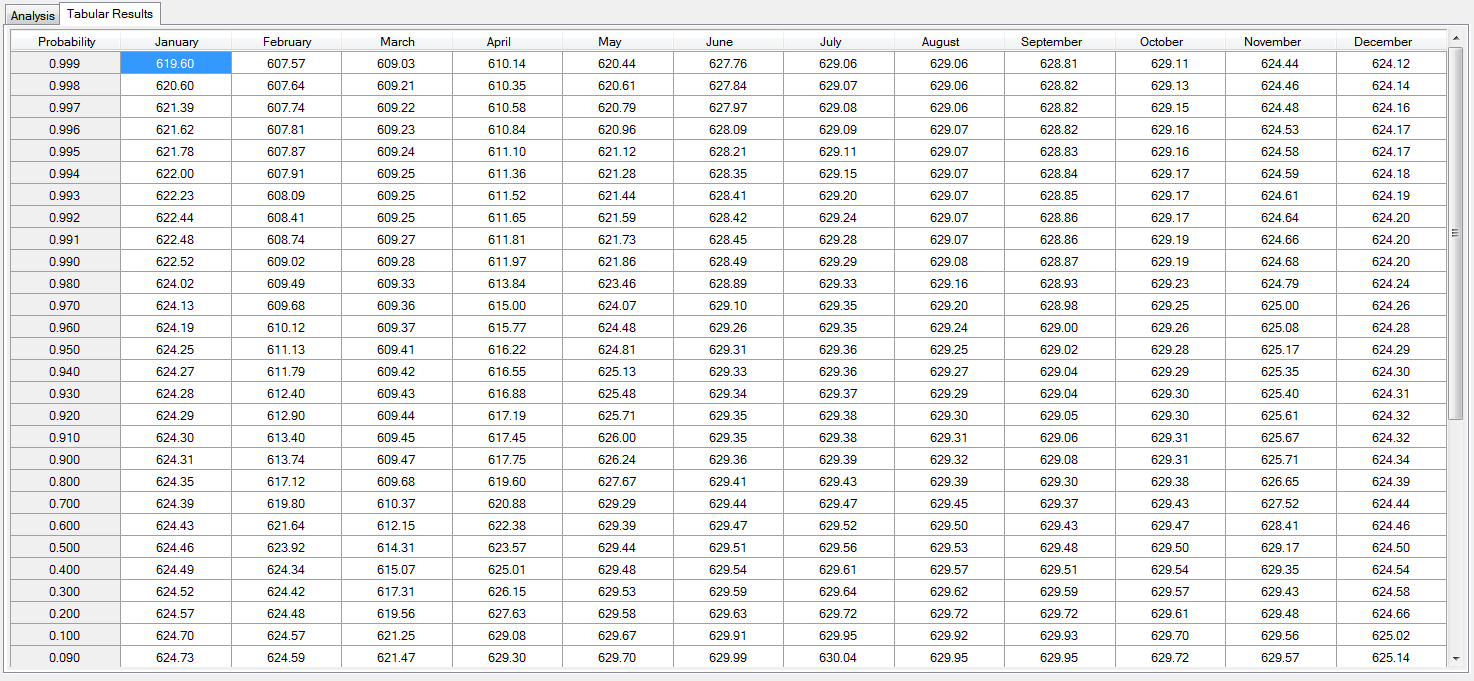 Analysis Tabular Results
Probability January February March April May June July August September October November December
0.999 619.60 607.57 609.03 610.14 620.44 627.76 629.06 629.06 628.81 629.11 624.44 624.12
0.998 620.60 607.64 609.21 610.35 620.61 627.84 629.07 629.06 628.82 629.13 624.46 624.14
0.997 621.39 607.74 609.22 610.58 620.79 627.97 629.08 629.06 628.82 629.15 624.48 624.16
0.996 621.62 607.81 609.23 610.84 620.96 628.09 629.09 629.07 628.82 629.16 624.53 624.17
0.995 621.78 607.87 609.24 611.10 621.12 628.21 629.11 629.07 628.83 629.16 624.58 624.17
0.994 622.00 607.91 609.25 611.36 621.28 628.35 629.15 629.07 628.84 629.17 624.59 624.18
0.993 622.23 608.09 609.25 611.52 621.44 628.41 629.20 629.07 628.85 629.17 624.61 624.19
0.992 622.44 608.41 609.25 611.65 621.59 628.42 629.24 629.07 628.86 629.17 624.64 624.20
0.991 622.48 608.74 609.27 611.81 621.73 628.45 629.28 629.07 628.86 629.19 624.66 624.20
0.990 622.52 609.02 609.28 611.97 621.86 628.49 629.29 629.08 628.87 629.19 624.68 624.20
0.980 624.02 609.49 609.33 613.84 623.46 628.89 629.33 629.16 628.93 629.23 624.79 624.24
0.970 624.13 609.68 609.36 615.00 624.07 629.10 629.35 629.20 628.98 629.25 625.00 624.26
0.960 624.19 610.12 609.37 615.77 624.48 629.26 629.35 629.24 629.00 629.26 625.08 624.28
0.950 624.25 611.13 609.41 616.22 624.81 629.31 629.36 629.25 629.02 629.28 625.17 624.29
0.940 624.27 611.79 609.42 616.55 625.13 629.33 629.36 629.27 629.04 629.29 625.35 624.30
0.930 624.28 612.40 609.43 616.88 625.48 629.34 629.37 629.29 629.04 629.30 625.40 624.31
0.920 624.29 612.90 609.44 617.19 625.71 629.35 629.38 629.30 629.05 629.30 625.61 624.32
0.910 624.30 613.40 609.45 617.45 626.00 629.35 629.38 629.31 629.06 629.31 625.67 624.32
0.900 624.31 613.74 609.47 617.75 626.24 629.36 629.39 629.32 629.08 629.31 625.71 624.34
0.800 624.35 617.12 609.68 619.60 627.67 629.41 629.43 629.39 629.30 629.38 626.65 624.39
0.700 624.39 619.80 610.37 620.88 629.29 629.44 629.47 629.45 629.37 629.43 627.52 624.44
0.600 624.43 621.64 612.15 622.38 629.39 629.47 629.52 629.50 629.43 629.47 628.41 624.46
0.500 624.46 623.92 614.31 623.57 629.44 629.51 629.56 629.53 629.48 629.50 629.17 624.50
0.400 624.49 624.34 615.07 625.01 629.48 629.54 629.61 629.57 629.51 629.54 629.35 624.54
0.300 624.52 624.42 617.31 626.15 629.53 629.59 629.64 629.62 629.59 629.57 629.43 624.58
0.200 624.57 624.48 619.56 627.63 629.58 629.63 629.72 629.72 629.72 629.61 629.48 624.66
0.100 624.70 624.57 621.25 629.08 629.67 629.91 629.95 629.92 629.93 629.70 629.56 625.02
0.090 624.73 624.59 621.47 629.30 629.70 629.99 630.04 629.95 629.95 629.72 629.57 625.14